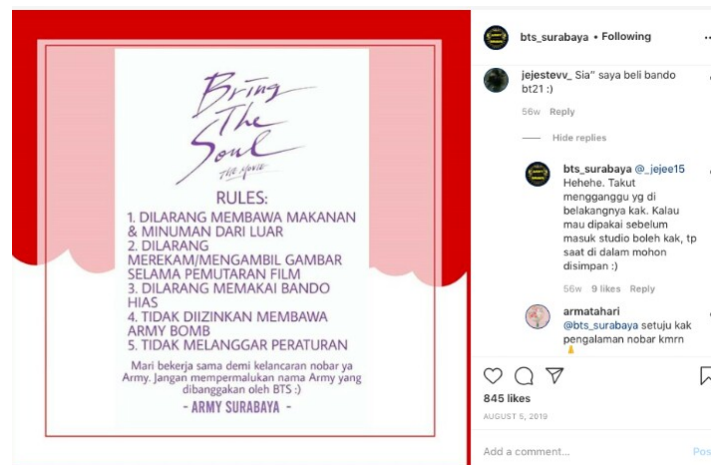 Bring
The
Soul
THE MOVIE
RULES:
1. DILARANG MEMBAWA MAKANAN
& MINUMAN DARI LUAR
2. DILARANG
MEREKAM/MENGAMBIL GAMBAR
SELAMA PEMUTARAN FILM
3. DILARANG MEMAKAI BANDO
HIAS
4. TIDAK DIIZINKAN MEMBAWA
ARMY BOMB
5. TIDAK MELANGGAR PERATURAN
Mari bekerja sama demi kelancaran nobar ya
Army. Jangan mempermalukan nama Army yang
dibanggakan oleh BTS :)
- ARMY SURABAYA -
bts_surabaya • Following
jejestevv_ Sia" saya beli bando
bt21 :)
56w Reply
Hide replies
bts_surabaya @_jejee15
Hehehe. Takut
mengganggu yg di
belakangnya kak. Kalau
mau dipakai sebelum
masuk studio boleh kak, tp
saat di dalam mohon
disimpan :)
56w 9 likes Reply
armatahari
@bts_surabaya setuju kak
pengalaman nobar kmrn
845 likes
AUGUST 5, 2019
Add a comment...
Pos